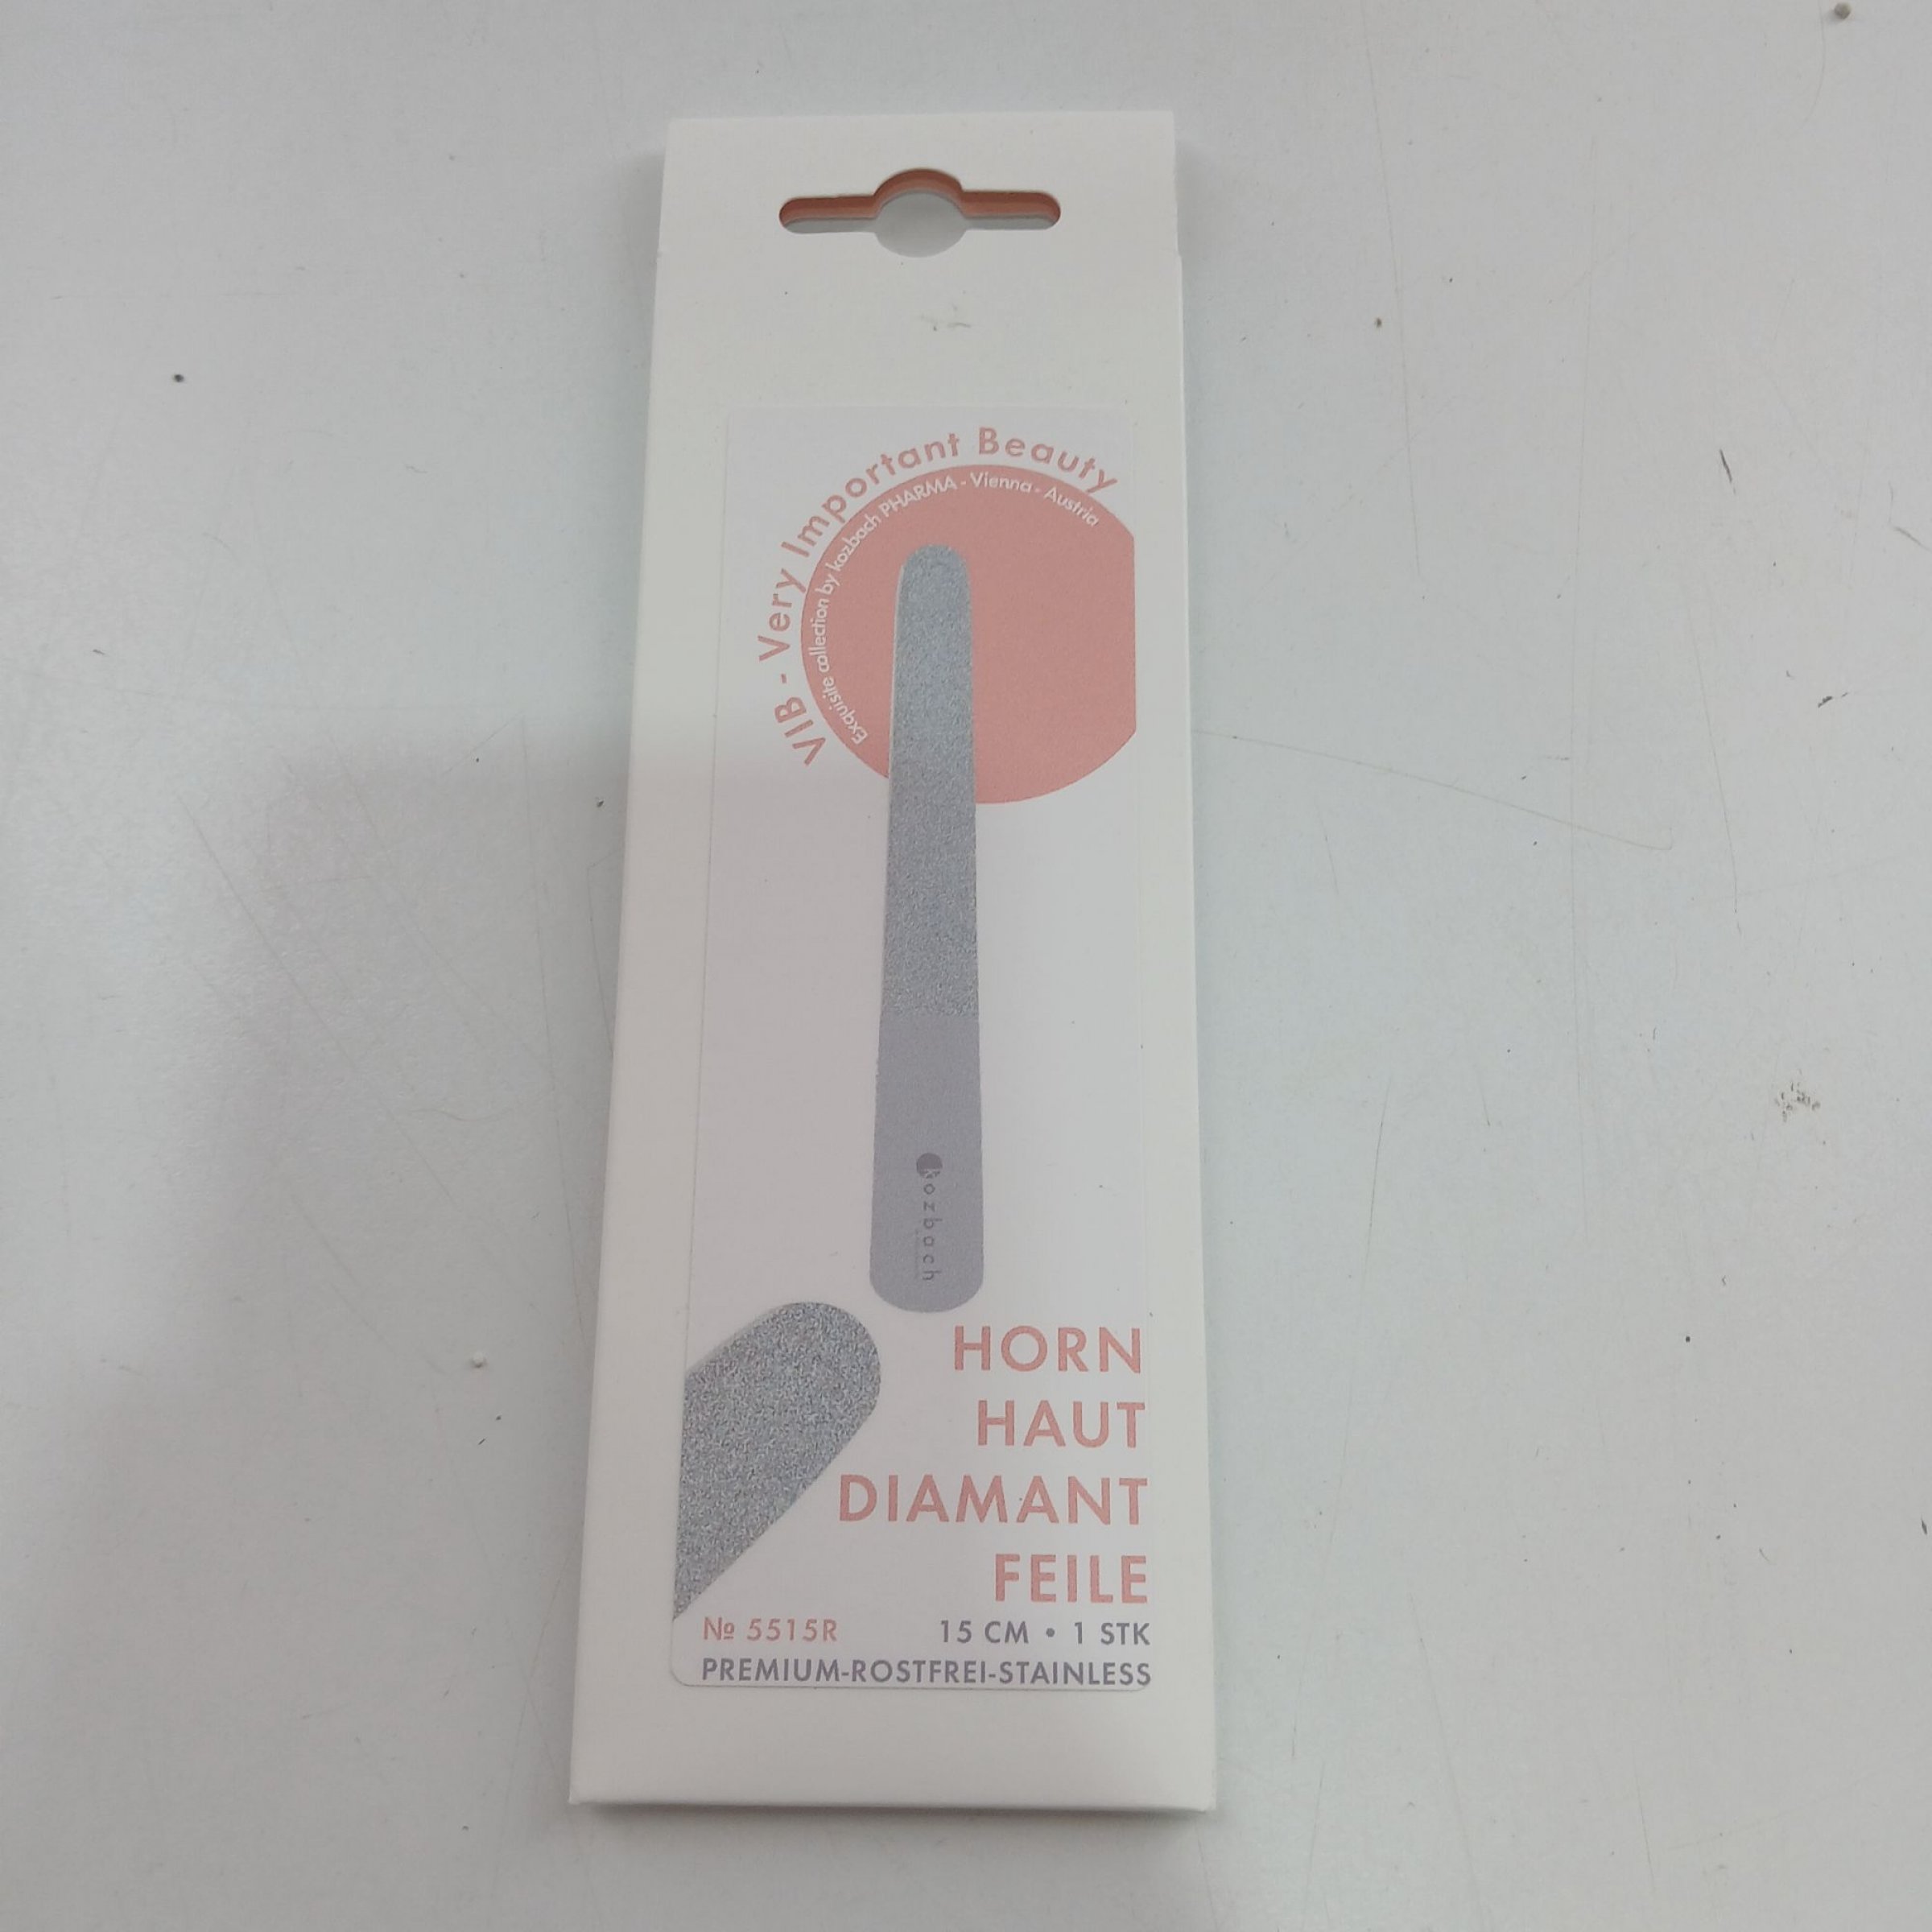 VIB - Very Important Beauty
Exquisite collection by kozbach PHARMA - Vienna - Austria
kozbach
HORN
HAUT
DIAMANT
FEILE
№ 5515R 15 CM • 1 STK
PREMIUM-ROSTFREI-STAINLESS